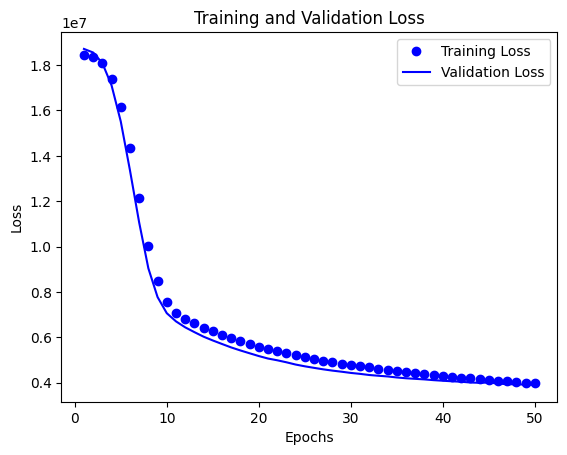 Training and Validation Loss
1e7
Training Loss
Validation Loss
1.8
1.6
1.4
1.2
1.0
0.8
0.6
0.4
Loss
0 10 20 30 40 50
Epochs